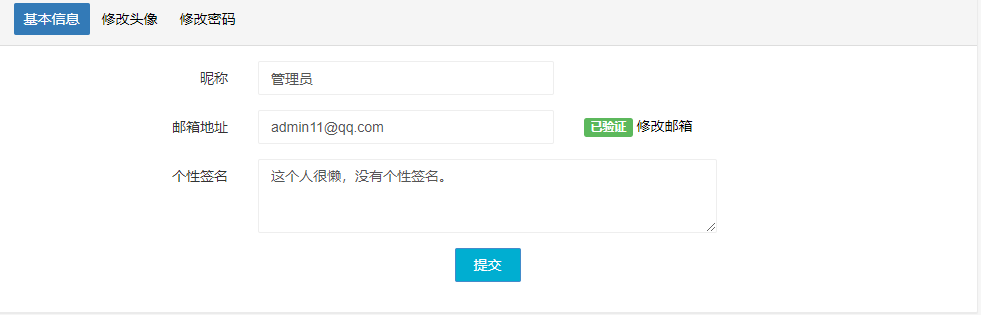 基本信息 修改头像 修改密码
昵称 管理员
邮箱地址 admin11@qq.com 已验证 修改邮箱
个性签名 这个人很懒，没有个性签名。
提交